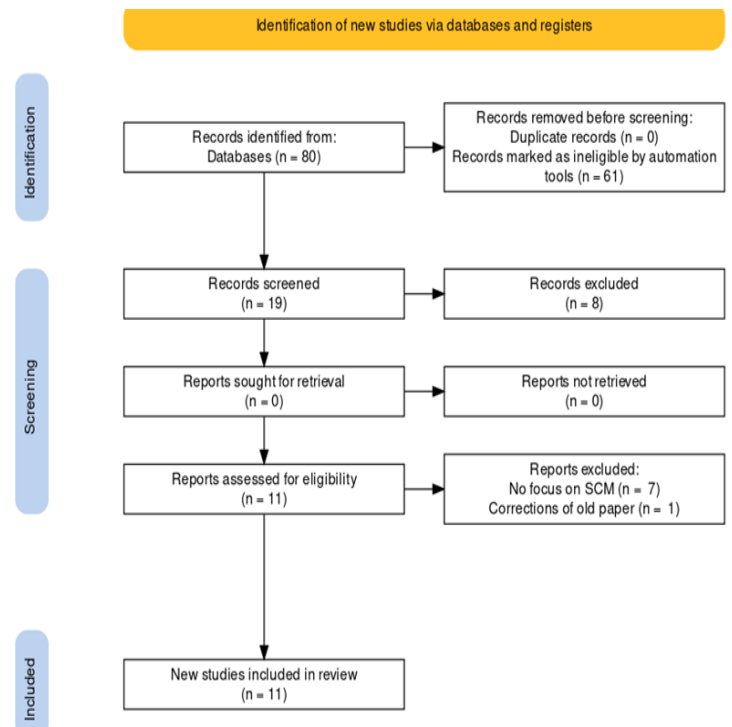 Identification of new studies via databases and registers
Identification
Records identified from:
Databases (n = 80)
Records removed before screening:
Duplicate records (n = 0)
Records marked as ineligible by automation
tools (n = 61)
Screening
Records screened
(n = 19)
Records excluded
(n = 8)
Reports sought for retrieval
(n = 0)
Reports not retrieved
(n = 0)
Reports assessed for eligibility
(n = 11)
Reports excluded:
No focus on SCM (n = 7)
Corrections of old paper (n = 1)
Included
New studies included in review
(n = 11)